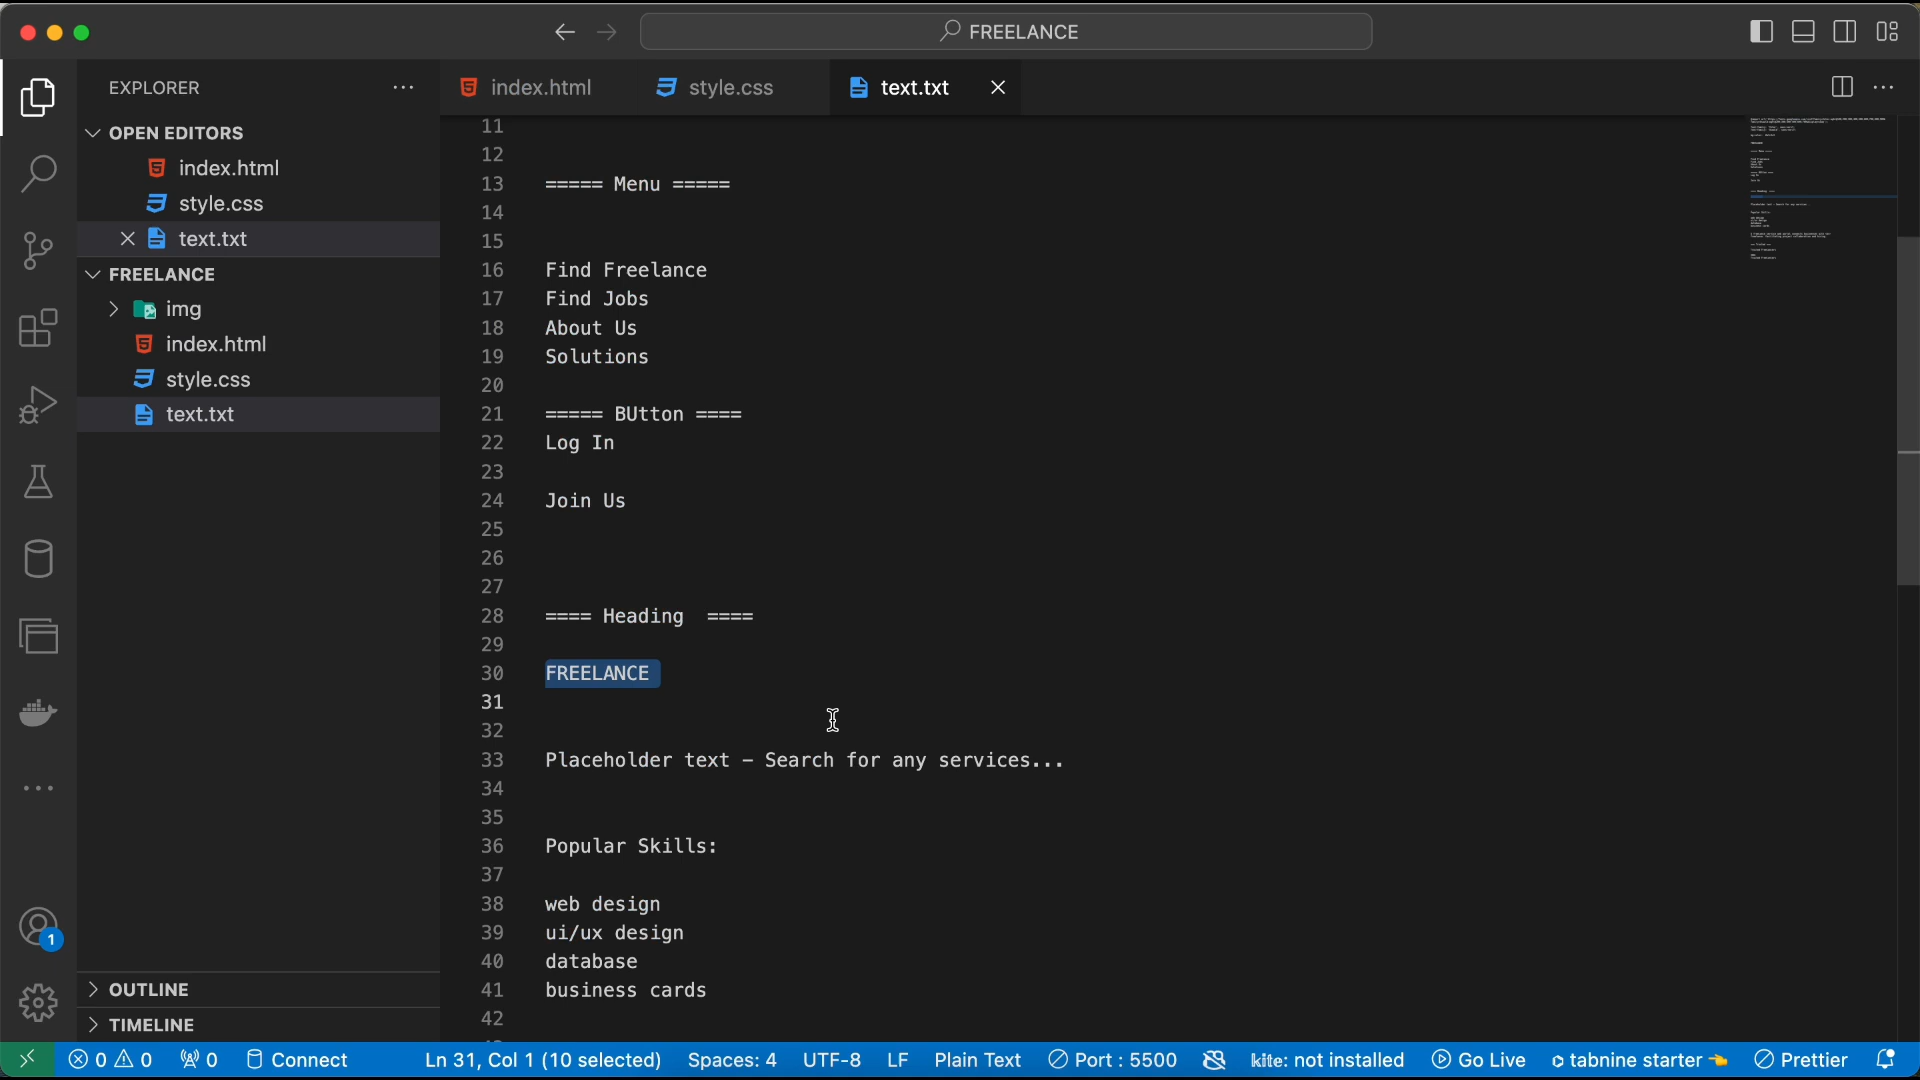 FREELANCE
EXPLORER
index.html
style.css
text.txt
OPEN EDITORS
index.html
style.css
text.txt
FREELANCE
img
index.html
style.css
text.txt
OUTLINE
TIMELINE
11
12
13 ===== Menu =====
14
15
16 Find Freelance
17 Find Jobs
18 About Us
19 Solutions
20
21 ===== BUtton ====
22 Log In
23
24 Join Us
25
26
27
28 ==== Heading  ====
29
30 FREELANCE
31
32
33 Placeholder text - Search for any services...
34
35
36 Popular Skills:
37
38 web design
39 ui/ux design
40 database
41 business cards
42
1
0 0 0 Connect Ln 31, Col 1 (10 selected) Spaces: 4 UTF-8 LF Plain Text Port : 5500 kite: not installed Go Live tabnine starter Prettier